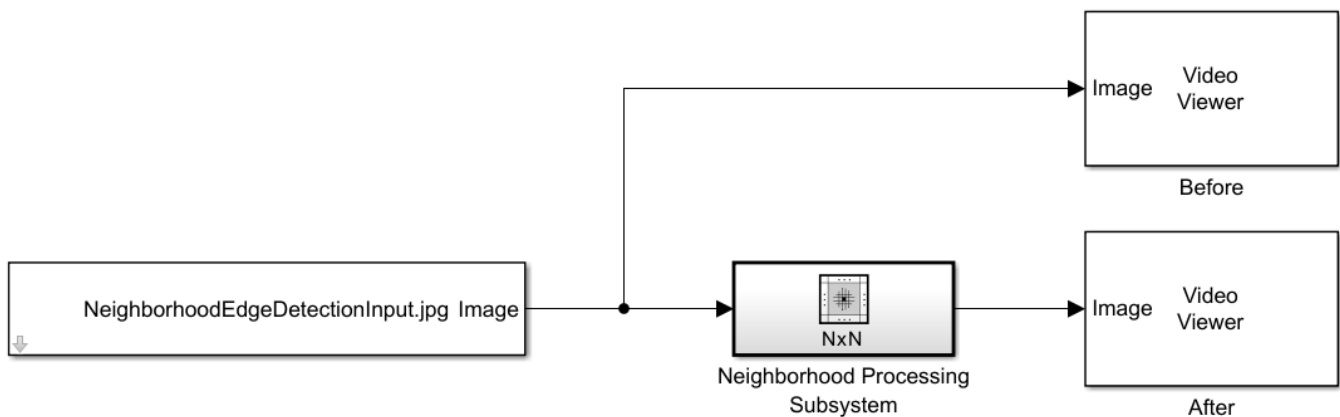 Image
Video
Viewer
Before
NeighborhoodEdgeDetectionInput.jpg Image
NxN
Neighborhood Processing
Subsystem
Image
Video
Viewer
After